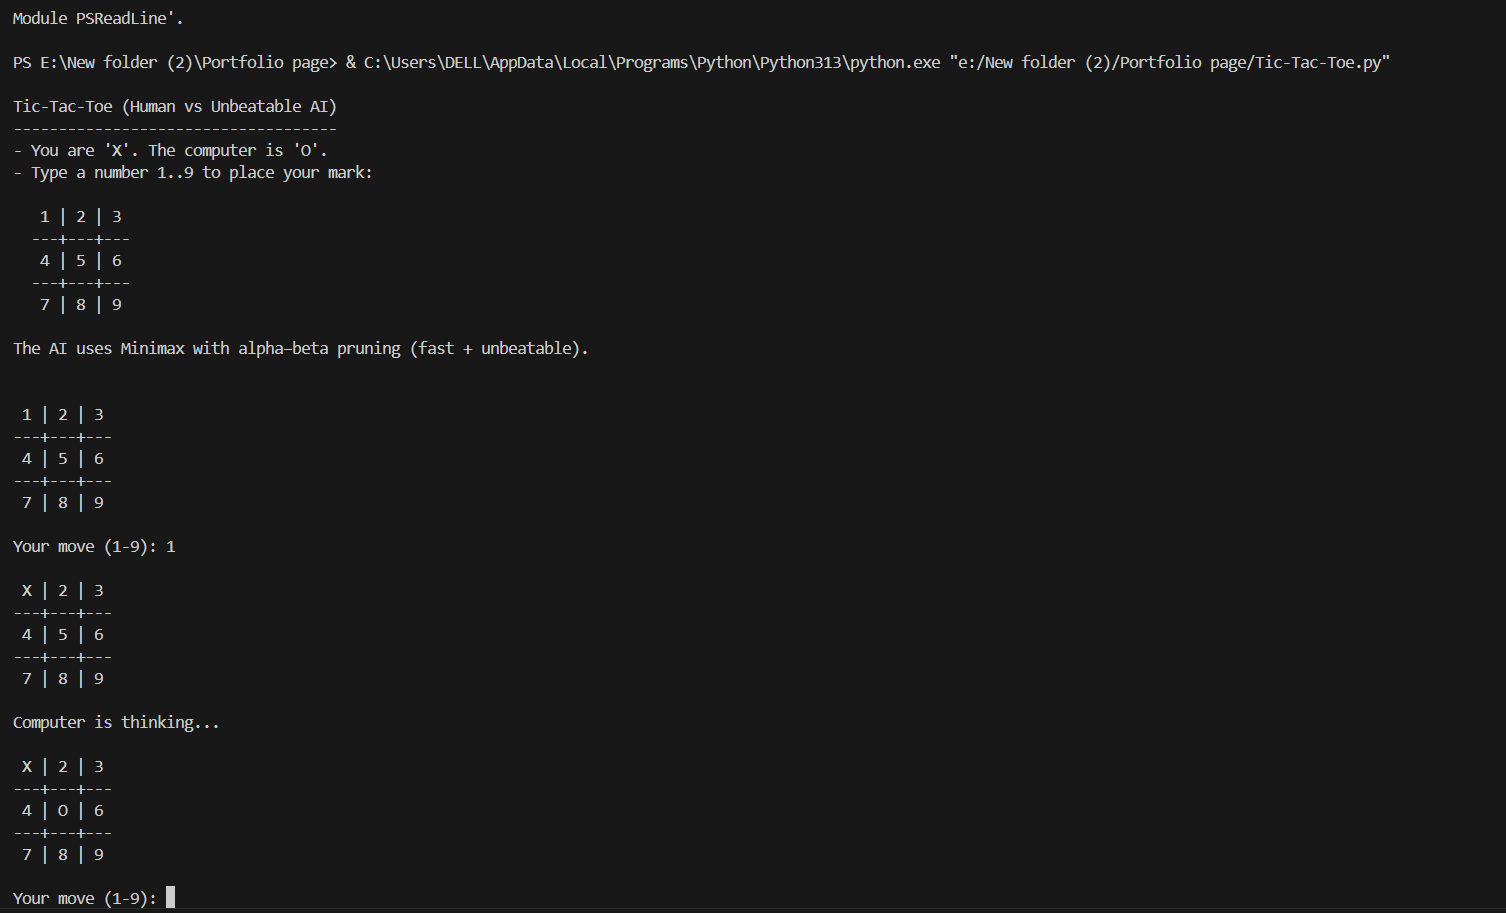 Module PSReadLine'.
PS E:\New folder (2)\Portfolio page> & C:\Users\DELL\AppData\Local\Programs\Python\Python313\python.exe "e:/New folder (2)/Portfolio page/Tic-Tac-Toe.py"
Tic-Tac-Toe (Human vs Unbeatable AI)
------------------------------------
- You are 'X'. The computer is 'O'.
- Type a number 1..9 to place your mark:
1 | 2 | 3
---+---+---
4 | 5 | 6
---+---+---
7 | 8 | 9
The AI uses Minimax with alpha–beta pruning (fast + unbeatable).
1 | 2 | 3
---+---+---
4 | 5 | 6
---+---+---
7 | 8 | 9
Your move (1-9): 1
X | 2 | 3
---+---+---
4 | 5 | 6
---+---+---
7 | 8 | 9
Computer is thinking...
X | 2 | 3
---+---+---
4 | O | 6
---+---+---
7 | 8 | 9
Your move (1-9):